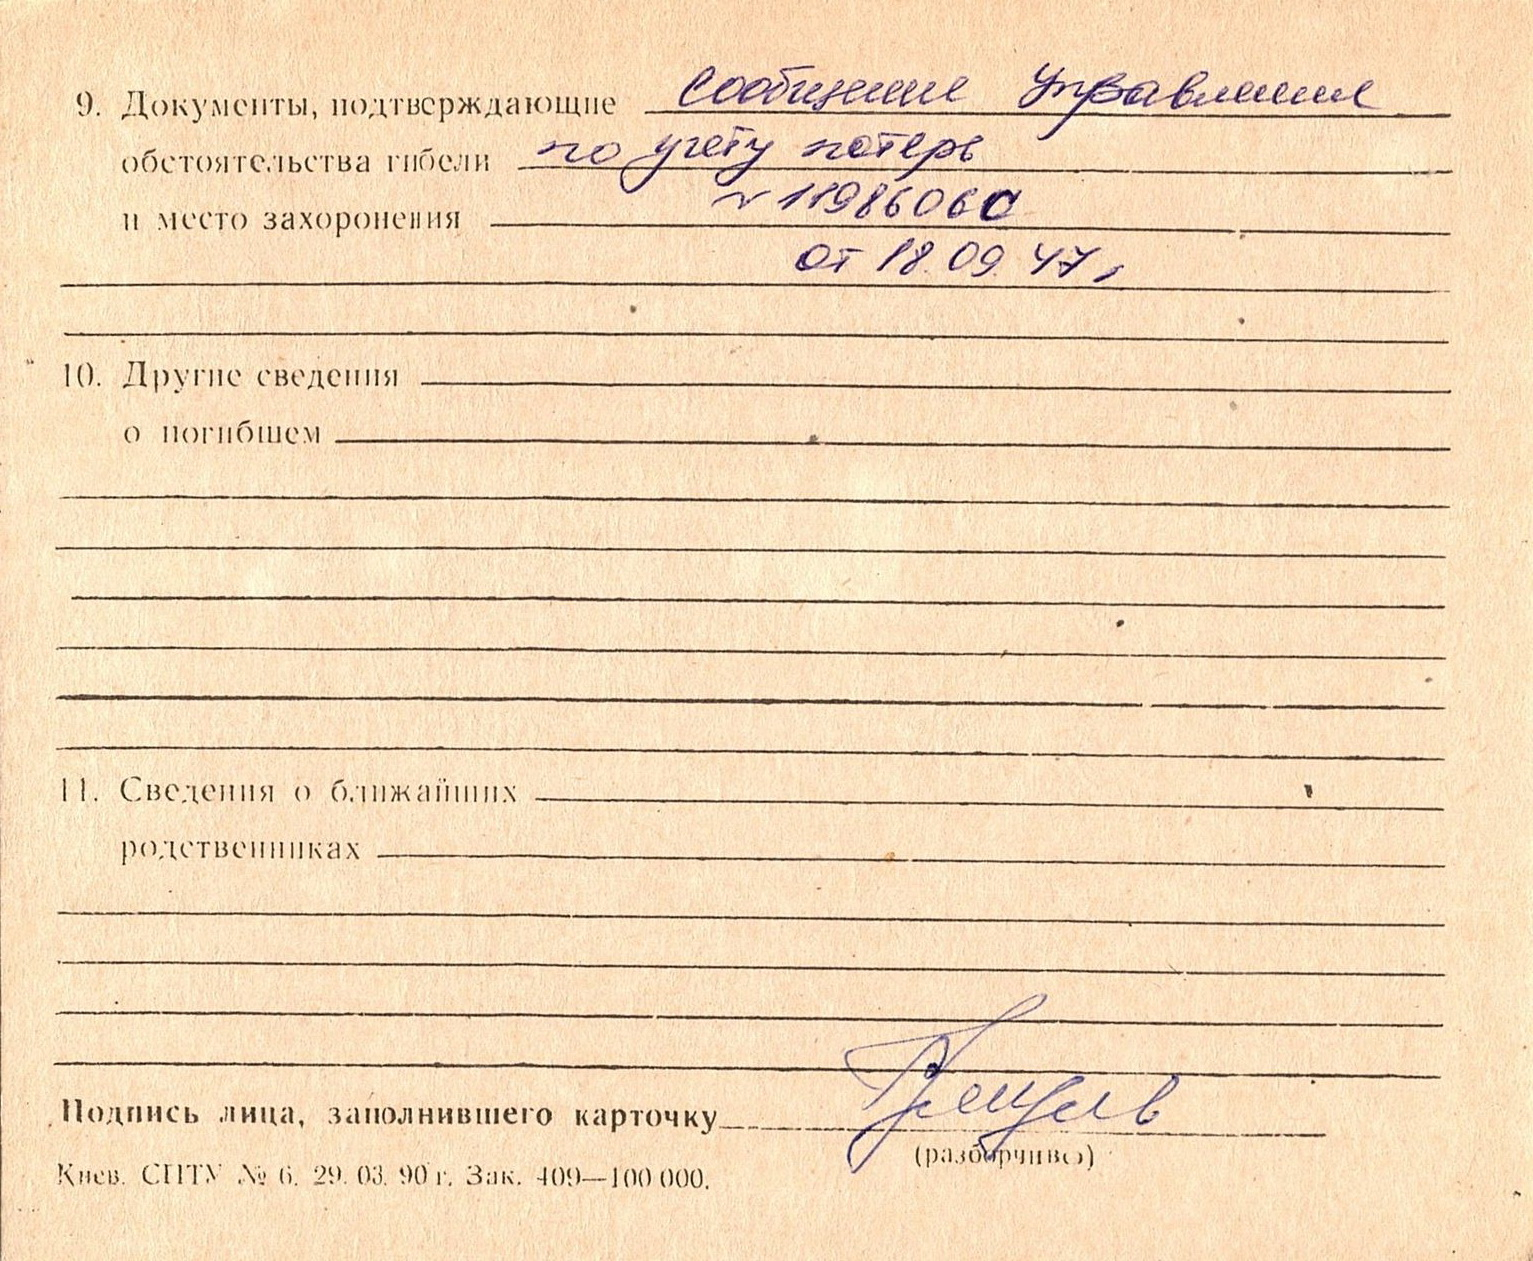 9. Документы, подтверждающие Сообщение Управление
обстоятельства гибели по учету потерь
и место захоронения № 11986060
от 18.09.47 г
10. Другие сведения
о погибшем
11. Сведения о ближайших
родственниках
Подпись лица, заполнившего карточку
(разборчиво)
Киев. СПТУ № 6. 29. 03. 90 г. Зак. 409—100 000.